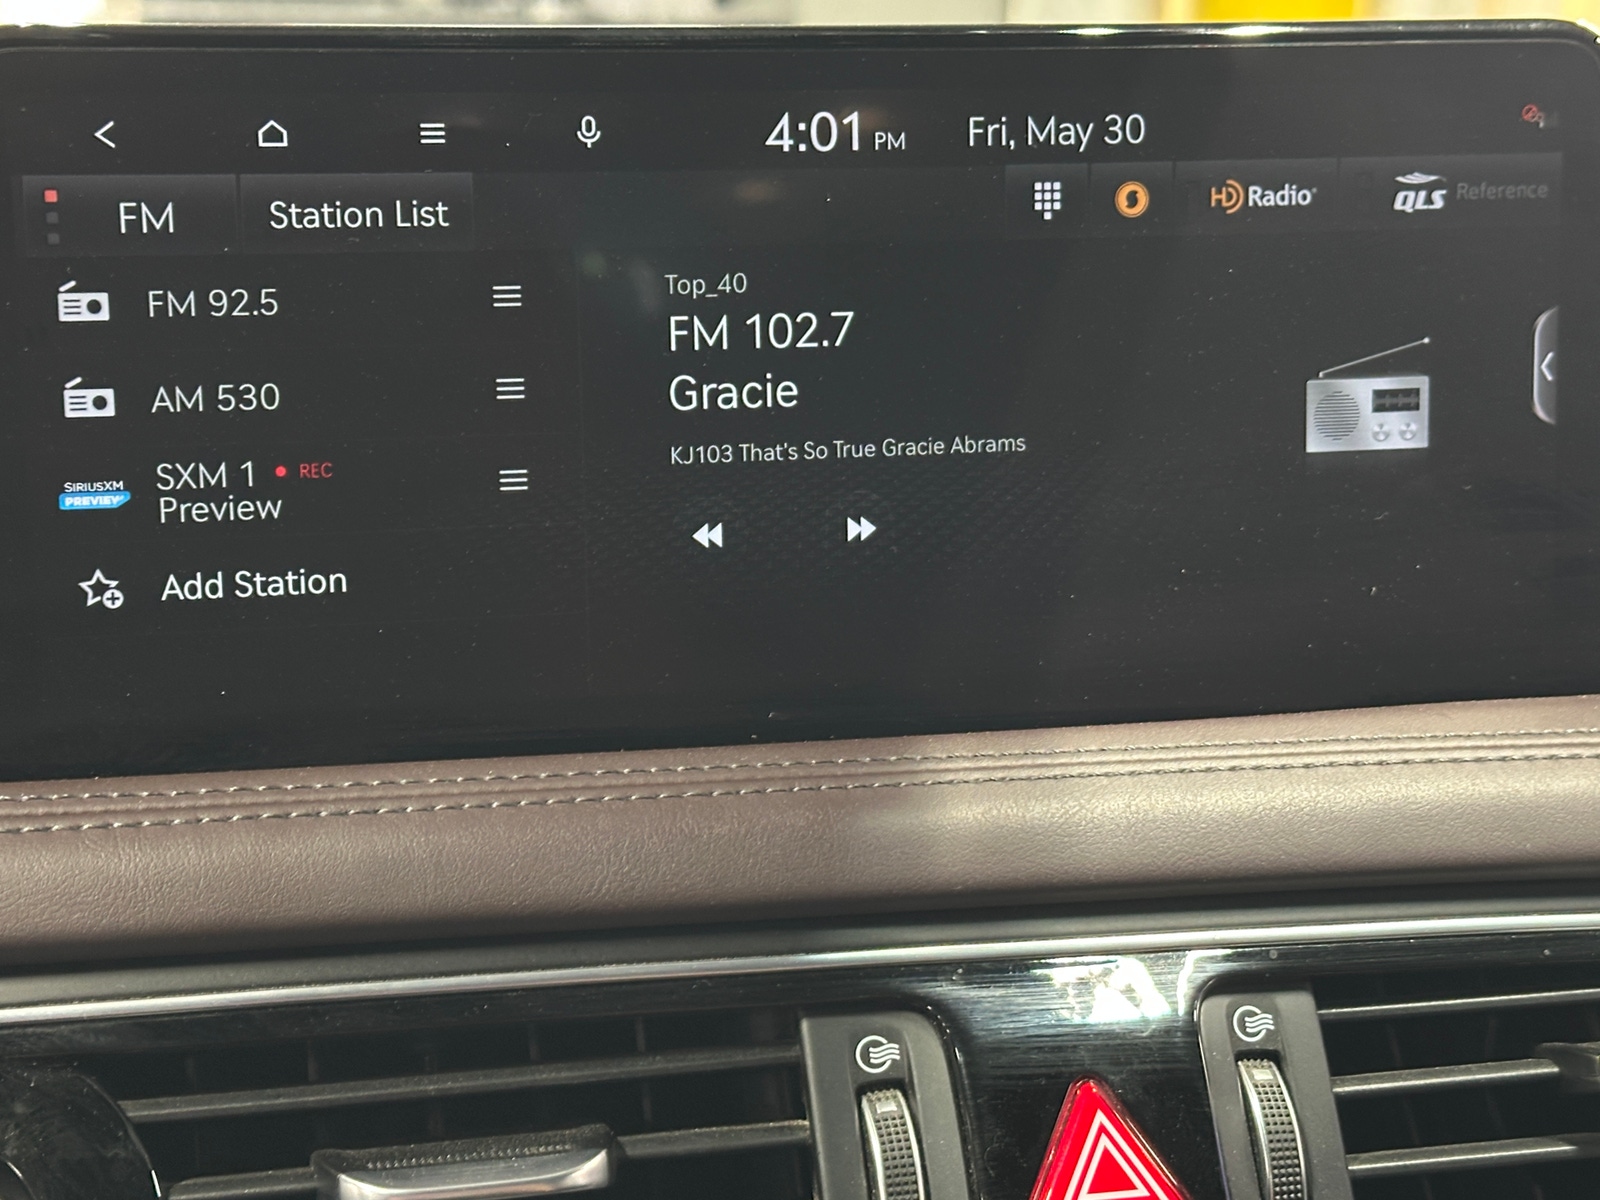 4:01 PM
Fri, May 30
FM
Station List
HD Radio
QLS Reference
FM 92.5
AM 530
SIRIUSXM
PREVIEW
SXM 1 REC
Preview
Add Station
Top_40
FM 102.7
Gracie
KJ103 That's So True Gracie Abrams